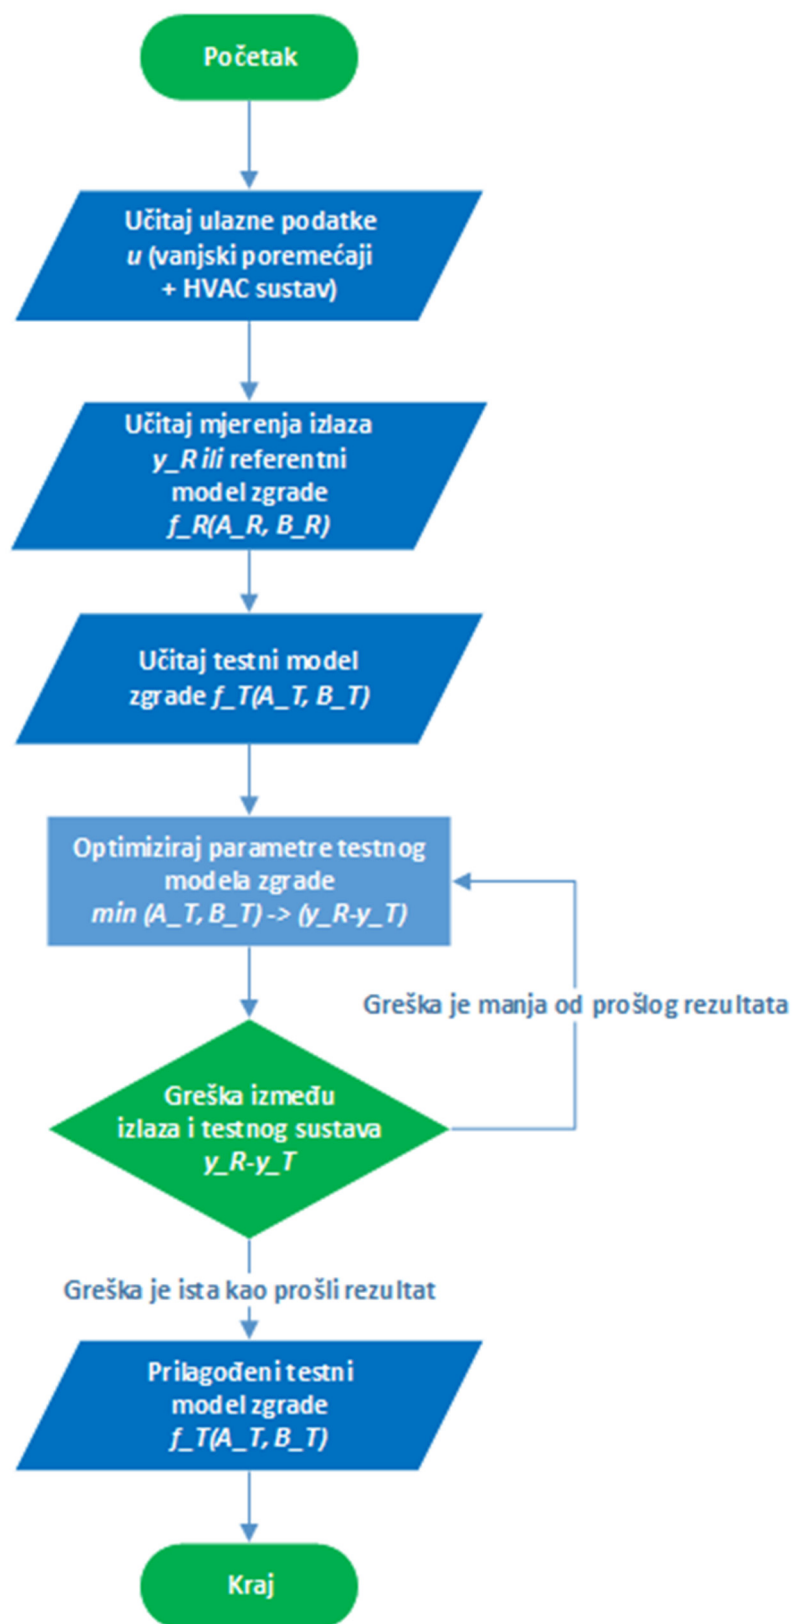 Početak
Učitaj ulazne podatke
u (vanjski poremećaji
+ HVAC sustav)
Učitaj mjerenja izlaza
y_R ili referentni
model zgrade
f_R(A_R, B_R)
Učitaj testni model
zgrade f_T(A_T, B_T)
Optimiziraj parametre testnog
modela zgrade
min (A_T, B_T) -> (y_R-y_T)
Greška je manja od prošlog rezultata
Greška između
izlaza i testnog sustava
y_R-y_T
Greška je ista kao prošli rezultat
Prilagođeni testni
model zgrade
f_T(A_T, B_T)
Kraj